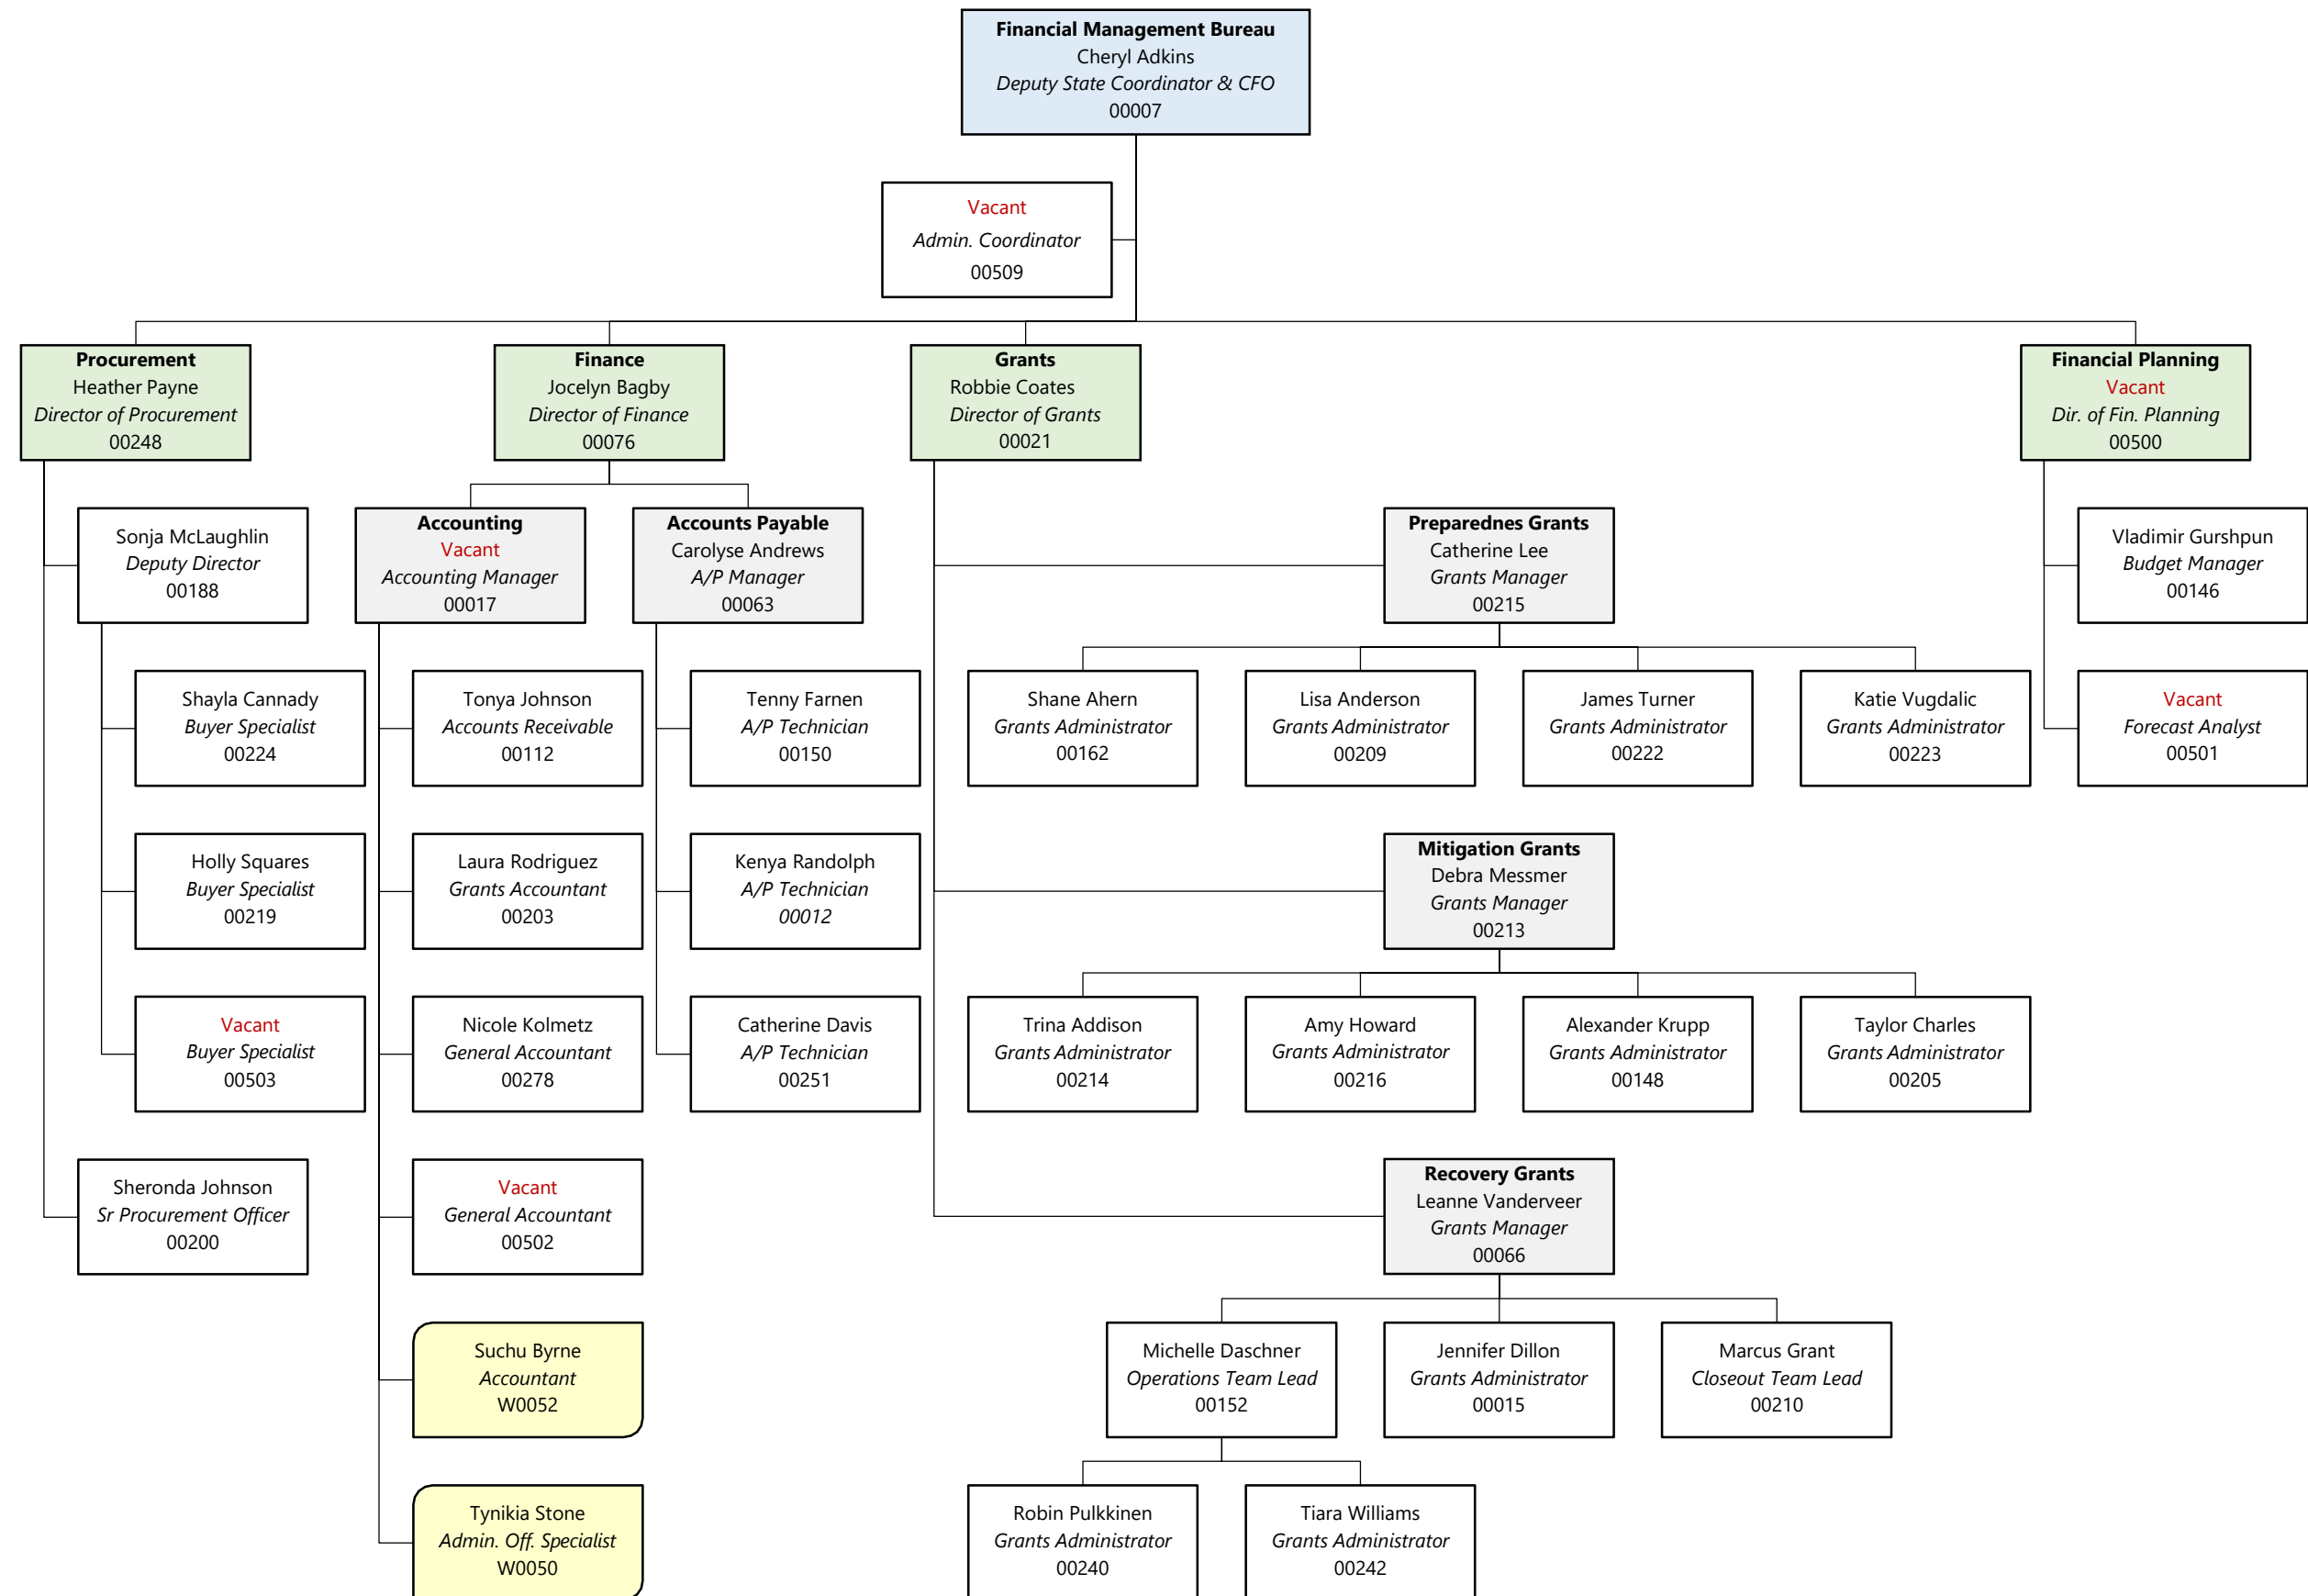 Financial Management Bureau
Cheryl Adkins
Deputy State Coordinator & CFO
00007
Vacant
Admin. Coordinator
00509
Procurement
Heather Payne
Director of Procurement
00248
Finance
Jocelyn Bagby
Director of Finance
00076
Grants
Robbie Coates
Director of Grants
00021
Financial Planning
Vacant
Dir. of Fin. Planning
00500
Sonja McLaughlin
Deputy Director
00188
Accounting
Vacant
Accounting Manager
00017
Accounts Payable
Carolyse Andrews
A/P Manager
00063
Preparednes Grants
Catherine Lee
Grants Manager
00215
Vladimir Gurshpun
Budget Manager
00146
Shayla Cannady
Buyer Specialist
00224
Tonya Johnson
Accounts Receivable
00112
Tenny Farnen
A/P Technician
00150
Shane Ahern
Grants Administrator
00162
Lisa Anderson
Grants Administrator
00209
James Turner
Grants Administrator
00222
Katie Vugdalic
Grants Administrator
00223
Vacant
Forecast Analyst
00501
Holly Squares
Buyer Specialist
00219
Laura Rodriguez
Grants Accountant
00203
Kenya Randolph
A/P Technician
00012
Mitigation Grants
Debra Messmer
Grants Manager
00213
Vacant
Buyer Specialist
00503
Nicole Kolmetz
General Accountant
00278
Catherine Davis
A/P Technician
00251
Trina Addison
Grants Administrator
00214
Amy Howard
Grants Administrator
00216
Alexander Krupp
Grants Administrator
00148
Taylor Charles
Grants Administrator
00205
Sheronda Johnson
Sr Procurement Officer
00200
Vacant
General Accountant
00502
Recovery Grants
Leanne Vanderveer
Grants Manager
00066
Suchu Byrne
Accountant
W0052
Michelle Daschner
Operations Team Lead
00152
Jennifer Dillon
Grants Administrator
00015
Marcus Grant
Closeout Team Lead
00210
Tynikia Stone
Admin. Off. Specialist
W0050
Robin Pulkkinen
Grants Administrator
00240
Tiara Williams
Grants Administrator
00242